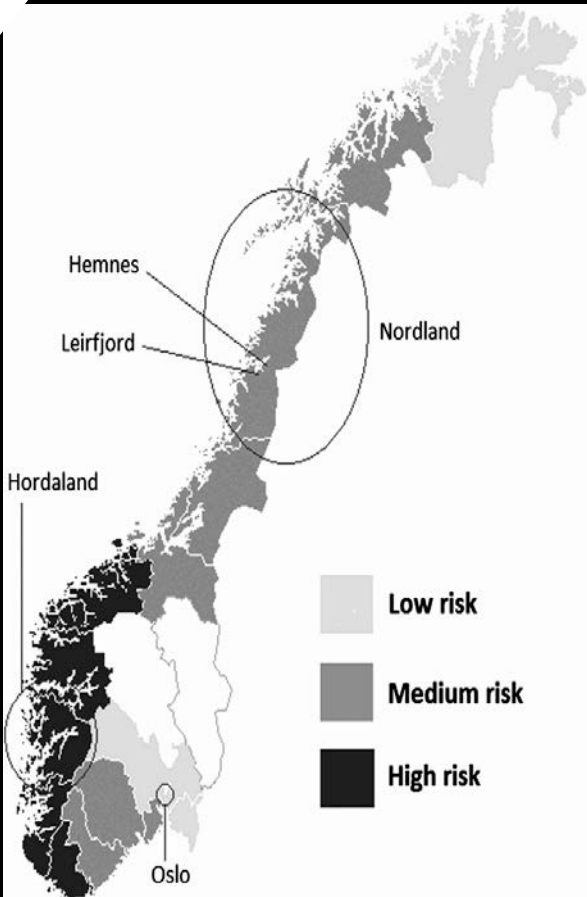 Hemnes
Leirfjord
Nordland
Hordaland
Low risk
Medium risk
High risk
Oslo